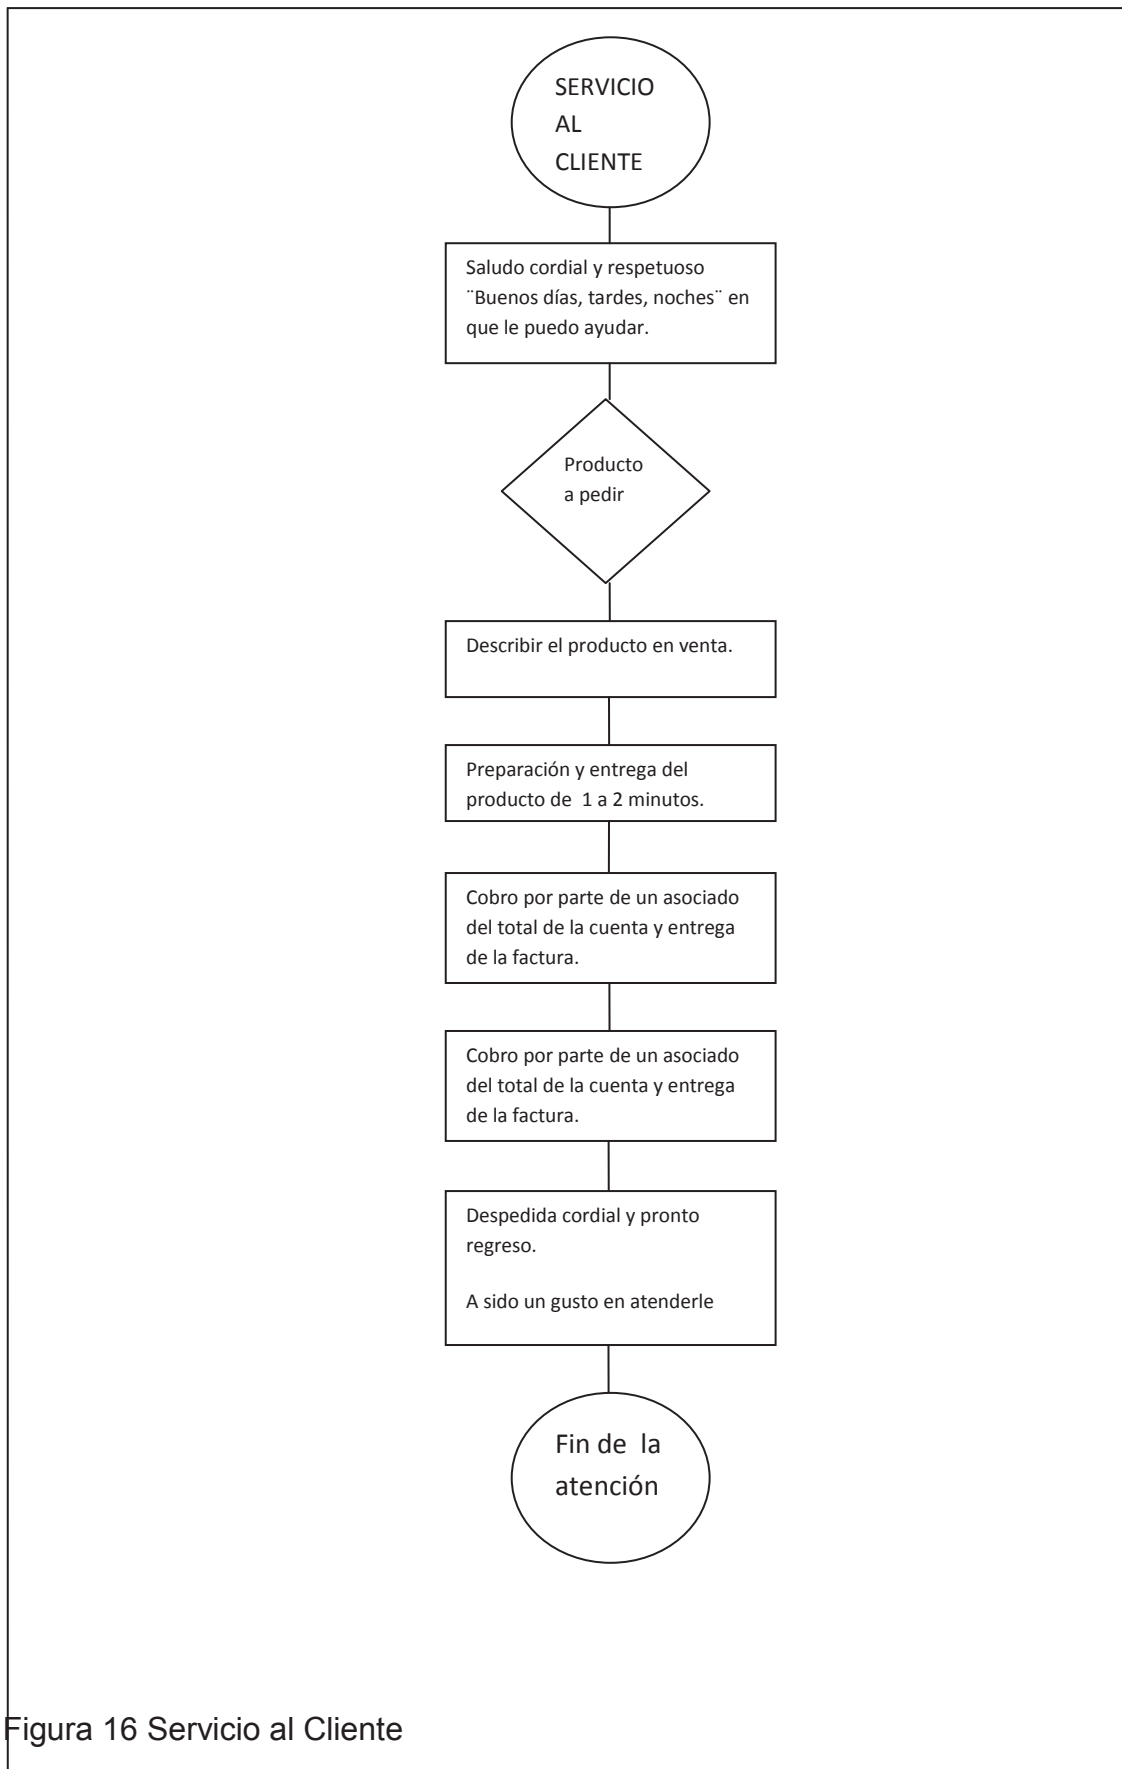 SERVICIO
AL
CLIENTE
Saludo cordial y respetuoso
¨Buenos días, tardes, noches¨ en
que le puedo ayudar.
Producto
a pedir
Describir el producto en venta.
Preparación y entrega del
producto de  1 a 2 minutos.
Cobro por parte de un asociado
del total de la cuenta y entrega
de la factura.
Cobro por parte de un asociado
del total de la cuenta y entrega
de la factura.
Despedida cordial y pronto
regreso.
A sido un gusto en atenderle
Fin de  la
atención
Figura 16 Servicio al Cliente